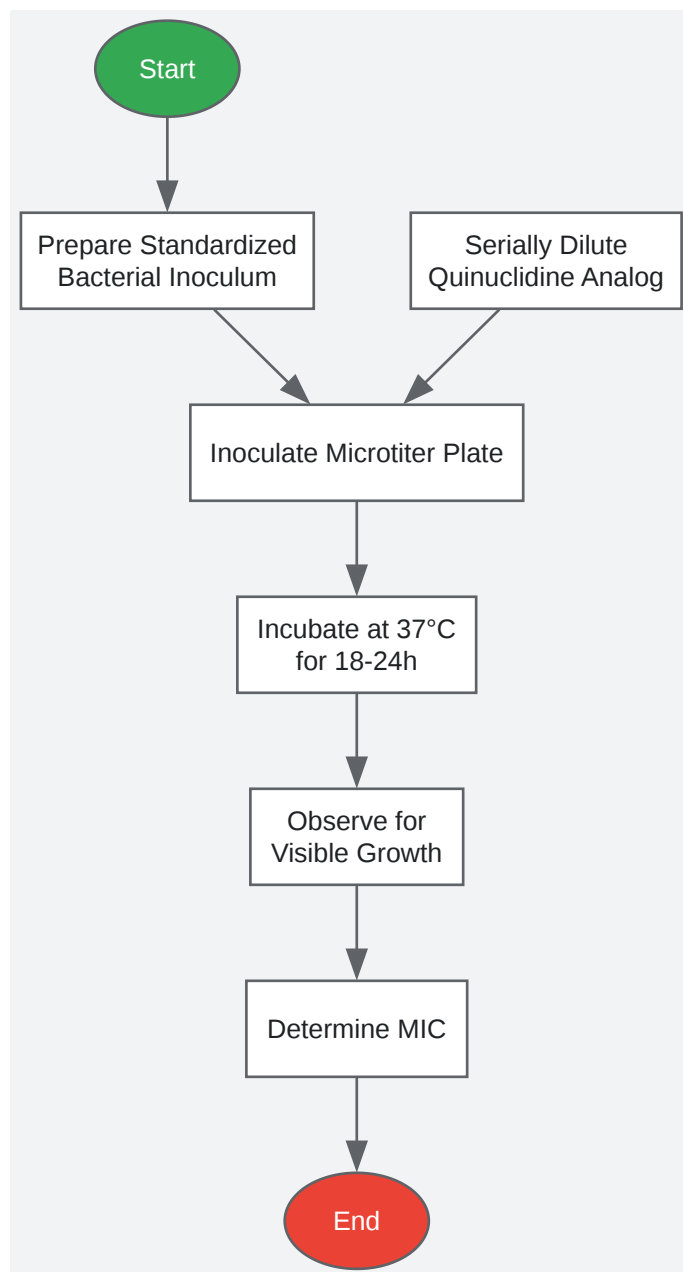 Start
Prepare Standardized
Bacterial Inoculum
Serially Dilute
Quinuclidine Analog
Inoculate Microtiter Plate
Incubate at 37°C
for 18-24h
Observe for
Visible Growth
Determine MIC
End